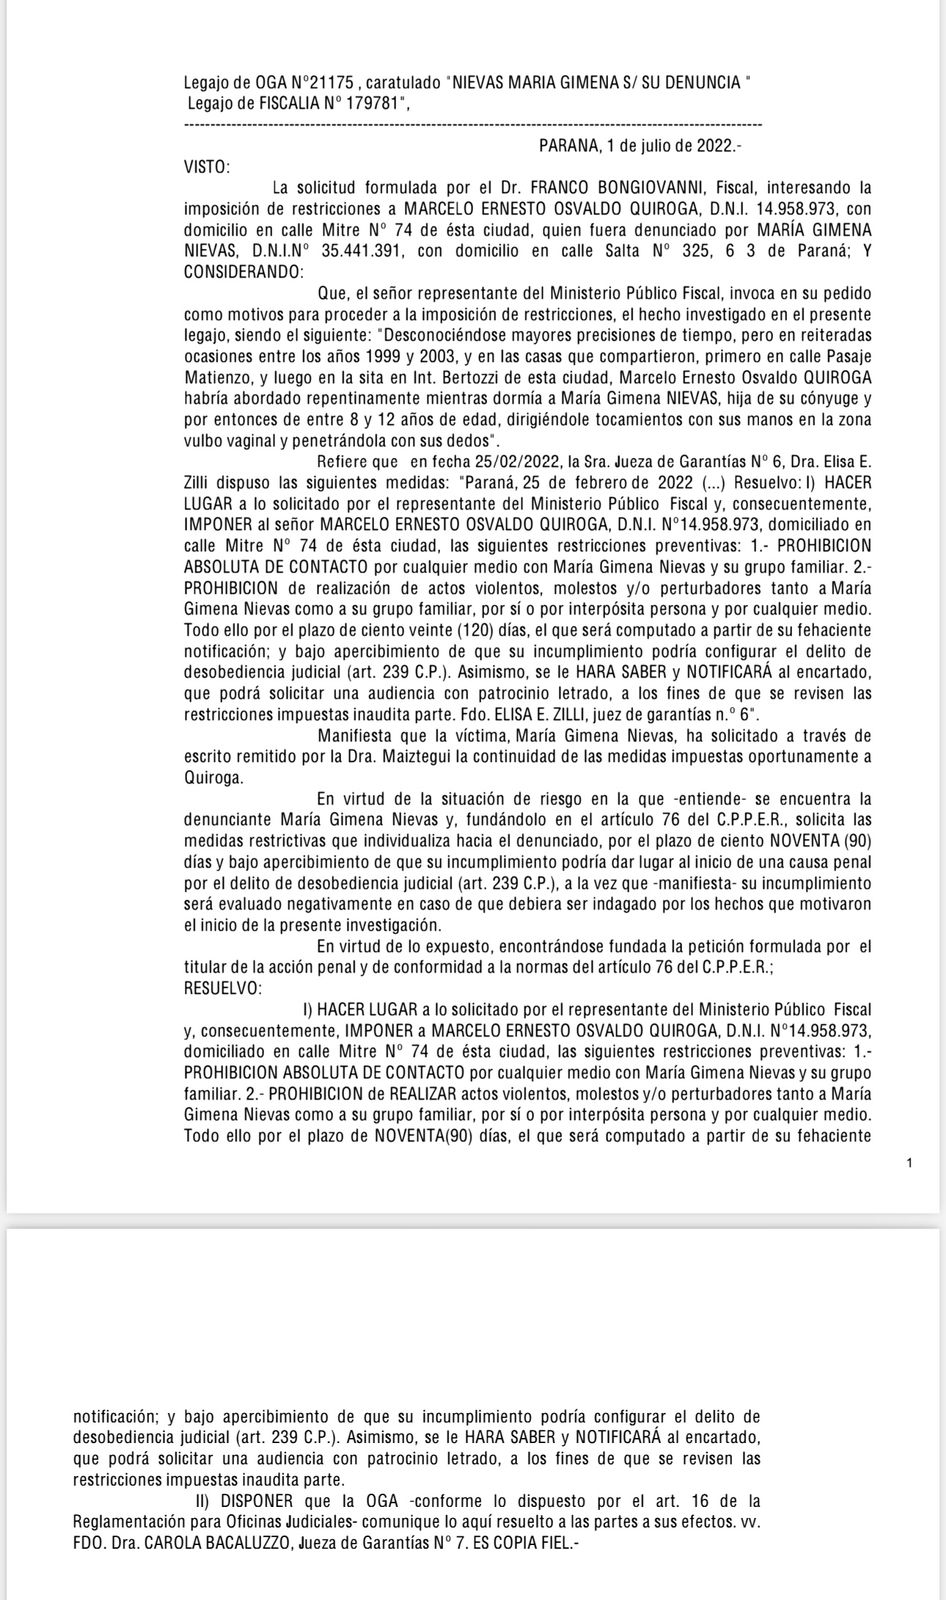 Legajo de OGA Nº21175 , caratulado "NIEVAS MARIA GIMENA S/ SU DENUNCIA "
Legajo de FISCALIA Nº 179781",
--------------------------------------------------------------------------------------------------------------
PARANA, 1 de julio de 2022.-
VISTO:
La solicitud formulada por el Dr. FRANCO BONGIOVANNI, Fiscal, interesando la
imposición de restricciones a MARCELO ERNESTO OSVALDO QUIROGA, D.N.I. 14.958.973, con
domicilio en calle Mitre Nº 74 de ésta ciudad, quien fuera denunciado por MARÍA GIMENA
NIEVAS, D.N.I.Nº 35.441.391, con domicilio en calle Salta Nº 325, 6 3 de Paraná; Y
CONSIDERANDO:
Que, el señor representante del Ministerio Público Fiscal, invoca en su pedido
como motivos para proceder a la imposición de restricciones, el hecho investigado en el presente
legajo, siendo el siguiente: "Desconociéndose mayores precisiones de tiempo, pero en reiteradas
ocasiones entre los años 1999 y 2003, y en las casas que compartieron, primero en calle Pasaje
Matienzo, y luego en la sita en Int. Bertozzi de esta ciudad, Marcelo Ernesto Osvaldo QUIROGA
habría abordado repentinamente mientras dormía a María Gimena NIEVAS, hija de su cónyuge y
por entonces de entre 8 y 12 años de edad, dirigiéndole tocamientos con sus manos en la zona
vulbo vaginal y penetrándola con sus dedos".
Refiere que en fecha 25/02/2022, la Sra. Jueza de Garantías Nº 6, Dra. Elisa E.
Zilli dispuso las siguientes medidas: "Paraná, 25 de febrero de 2022 (...) Resuelvo: I) HACER
LUGAR a lo solicitado por el representante del Ministerio Público Fiscal y, consecuentemente,
IMPONER al señor MARCELO ERNESTO OSVALDO QUIROGA, D.N.I. Nº14.958.973, domiciliado en
calle Mitre Nº 74 de ésta ciudad, las siguientes restricciones preventivas: 1.- PROHIBICION
ABSOLUTA DE CONTACTO por cualquier medio con María Gimena Nievas y su grupo familiar. 2.-
PROHIBICION de realización de actos violentos, molestos y/o perturbadores tanto a María
Gimena Nievas como a su grupo familiar, por sí o por interpósita persona y por cualquier medio.
Todo ello por el plazo de ciento veinte (120) días, el que será computado a partir de su fehaciente
notificación; y bajo apercibimiento de que su incumplimiento podría configurar el delito de
desobediencia judicial (art. 239 C.P.). Asimismo, se le HARA SABER y NOTIFICARÁ al encartado,
que podrá solicitar una audiencia con patrocinio letrado, a los fines de que se revisen las
restricciones impuestas inaudita parte. Fdo. ELISA E. ZILLI, juez de garantías n.º 6".
Manifiesta que la víctima, María Gimena Nievas, ha solicitado a través de
escrito remitido por la Dra. Maiztegui la continuidad de las medidas impuestas oportunamente a
Quiroga.
En virtud de la situación de riesgo en la que -entiende- se encuentra la
denunciante María Gimena Nievas y, fundándolo en el artículo 76 del C.P.P.E.R., solicita las
medidas restrictivas que individualiza hacia el denunciado, por el plazo de ciento NOVENTA (90)
días y bajo apercibimiento de que su incumplimiento podría dar lugar al inicio de una causa penal
por el delito de desobediencia judicial (art. 239 C.P.), a la vez que -manifiesta- su incumplimiento
será evaluado negativamente en caso de que debiera ser indagado por los hechos que motivaron
el inicio de la presente investigación.
En virtud de lo expuesto, encontrándose fundada la petición formulada por el
titular de la acción penal y de conformidad a la normas del artículo 76 del C.P.P.E.R.;
RESUELVO:
I) HACER LUGAR a lo solicitado por el representante del Ministerio Público Fiscal
y, consecuentemente, IMPONER a MARCELO ERNESTO OSVALDO QUIROGA, D.N.I. Nº14.958.973,
domiciliado en calle Mitre Nº 74 de ésta ciudad, las siguientes restricciones preventivas: 1.-
PROHIBICION ABSOLUTA DE CONTACTO por cualquier medio con María Gimena Nievas y su grupo
familiar. 2.- PROHIBICION de REALIZAR actos violentos, molestos y/o perturbadores tanto a María
Gimena Nievas como a su grupo familiar, por sí o por interpósita persona y por cualquier medio.
Todo ello por el plazo de NOVENTA(90) días, el que será computado a partir de su fehaciente
1
notificación; y bajo apercibimiento de que su incumplimiento podría configurar el delito de
desobediencia judicial (art. 239 C.P.). Asimismo, se le HARA SABER y NOTIFICARÁ al encartado,
que podrá solicitar una audiencia con patrocinio letrado, a los fines de que se revisen las
restricciones impuestas inaudita parte.
II) DISPONER que la OGA -conforme lo dispuesto por el art. 16 de la
Reglamentación para Oficinas Judiciales- comunique lo aquí resuelto a las partes a sus efectos. vv.
FDO. Dra. CAROLA BACALUZZO, Jueza de Garantías Nº 7. ES COPIA FIEL.-